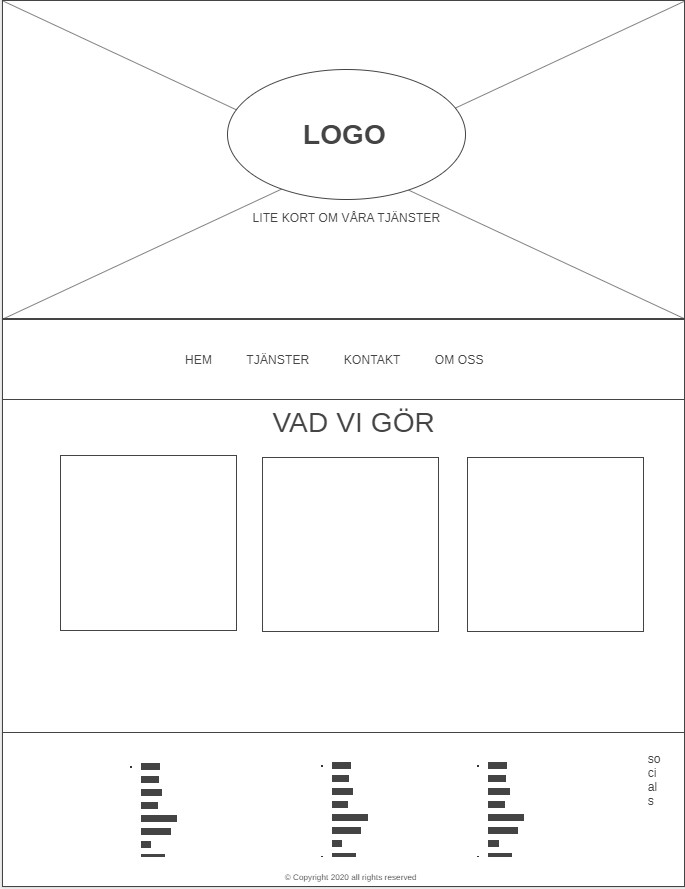 LOGO
LITE KORT OM VÅRA TJÄNSTER
HEM TJÄNSTER KONTAKT OM OSS
VAD VI GÖR
so
ci
al
s
© Copyright 2020 all rights reserved